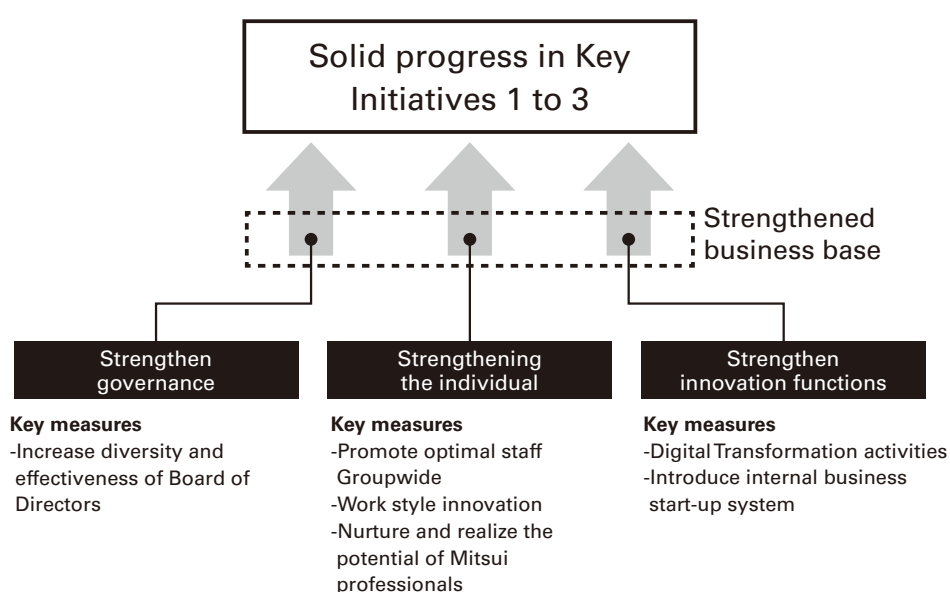 Solid progress in Key
Initiatives 1 to 3
Strengthened
business base
Strengthen
governance
Key measures
-Increase diversity and
effectiveness of Board of
Directors
Strengthening
the individual
Key measures
-Promote optimal staff
Groupwide
-Work style innovation
-Nurture and realize the
potential of Mitsui
professionals
Strengthen
innovation functions
Key measures
-Digital Transformation activities
-Introduce internal business
start-up system